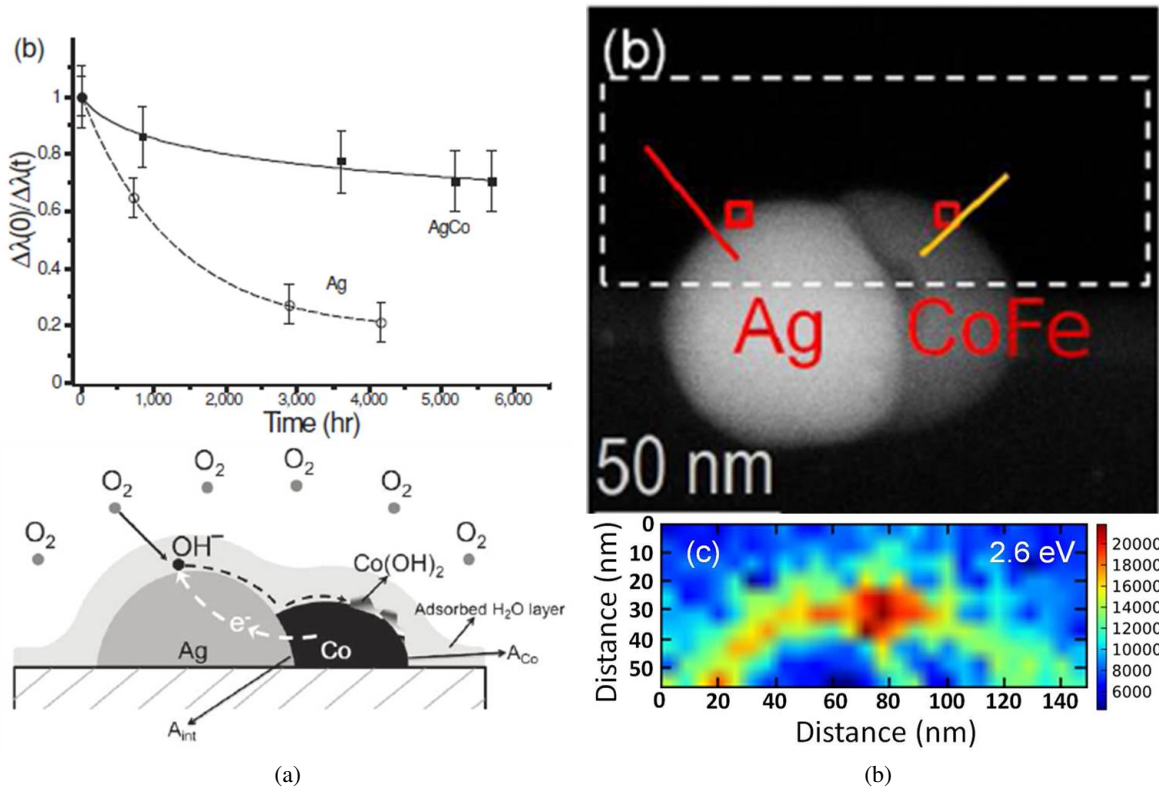 (b)
Δλ(0)/Δλ(t)
1
0.8
0.6
0.4
0.2
0
AgCo
Ag
0
1,000
2,000
3,000
4,000
5,000
6,000
Time (hr)
O₂
O₂
O₂
O₂
O₂
O₂
OH⁻
Co(OH)₂
Adsorbed H₂O layer
e⁻
Ag
Co
A_Co
A_int
(a)
(b)
Ag
CoFe
50 nm
(c)
2.6 eV
Distance (nm)
0
10
20
30
40
50
0
20
40
60
80
100
120
140
Distance (nm)
20000
18000
16000
14000
12000
10000
8000
6000
(b)